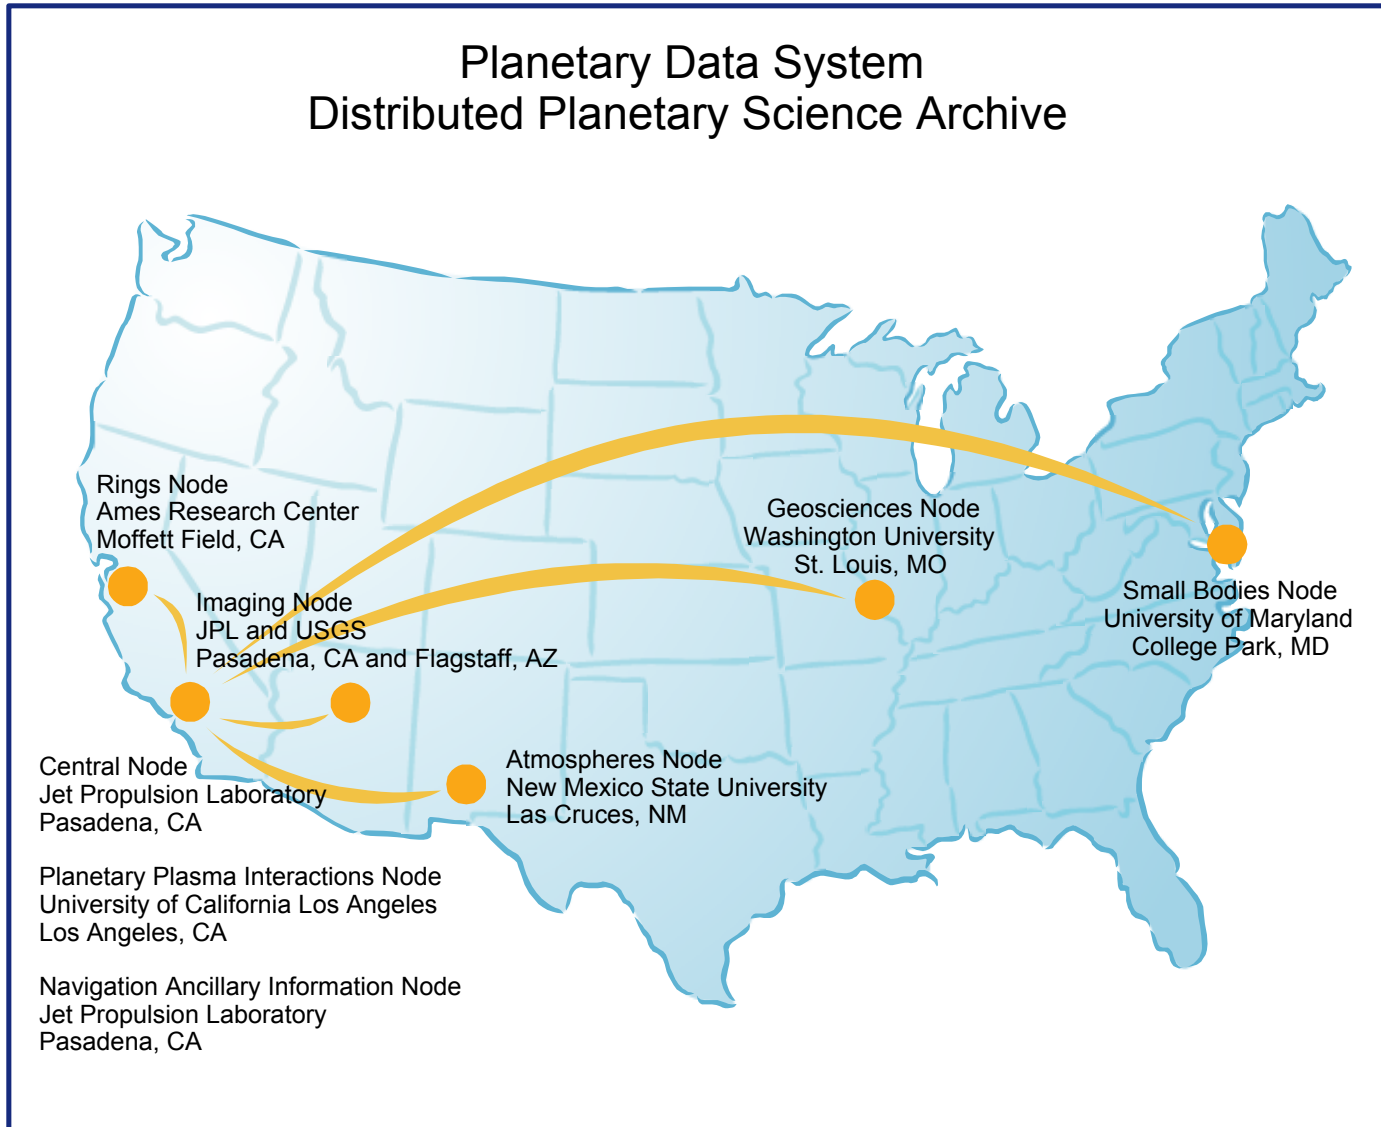 Planetary Data System
Distributed Planetary Science Archive
Rings Node
Ames Research Center
Moffett Field, CA
Imaging Node
JPL and USGS
Pasadena, CA and Flagstaff, AZ
Geosciences Node
Washington University
St. Louis, MO
Small Bodies Node
University of Maryland
College Park, MD
Central Node
Jet Propulsion Laboratory
Pasadena, CA
Atmospheres Node
New Mexico State University
Las Cruces, NM
Planetary Plasma Interactions Node
University of California Los Angeles
Los Angeles, CA
Navigation Ancillary Information Node
Jet Propulsion Laboratory
Pasadena, CA